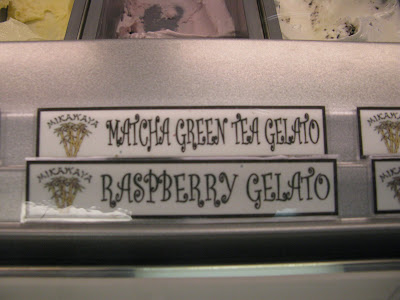 MIKAWAYA
MATCHA GREEN TEA GELATO
MIKAWAYA
RASPBERRY GELATO